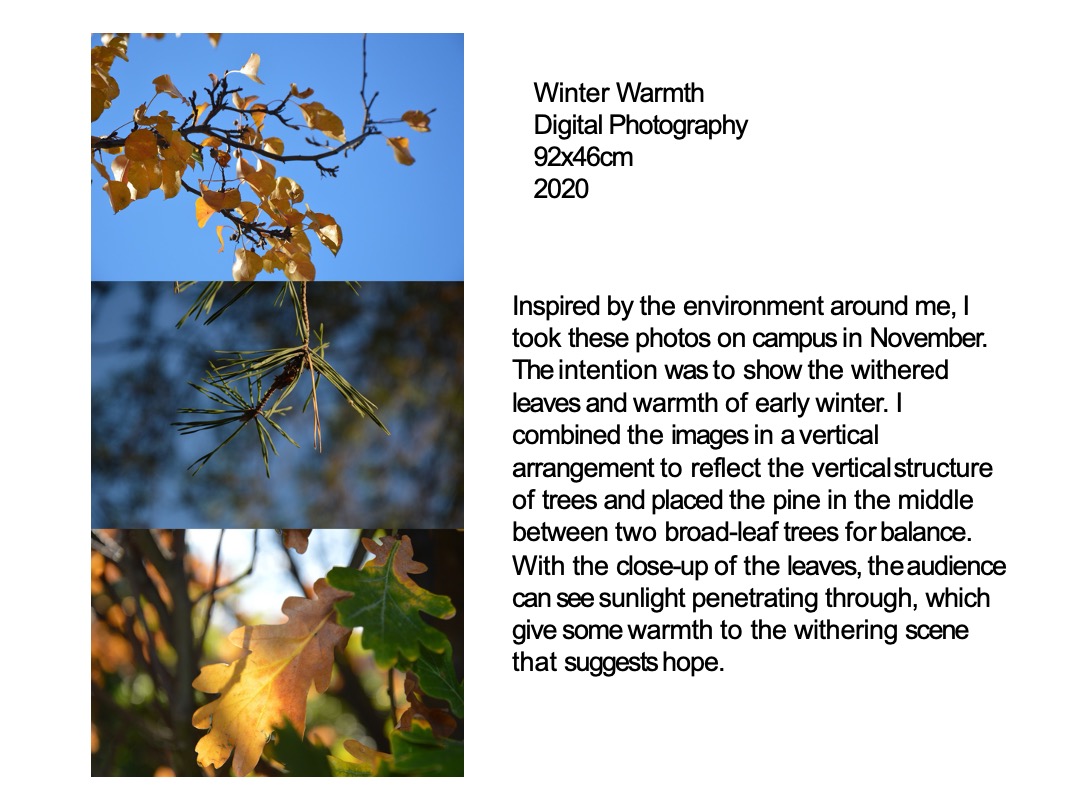 Winter Warmth
Digital Photography
92x46cm
2020
Inspired by the environment around me, I
took these photos on campus in November.
The intention was to show the withered
leaves and warmth of early winter. I
combined the images in a vertical
arrangement to reflect the vertical structure
of trees and placed the pine in the middle
between two broad-leaf trees for balance.
With the close-up of the leaves, the audience
can see sunlight penetrating through, which
give some warmth to the withering scene
that suggests hope.